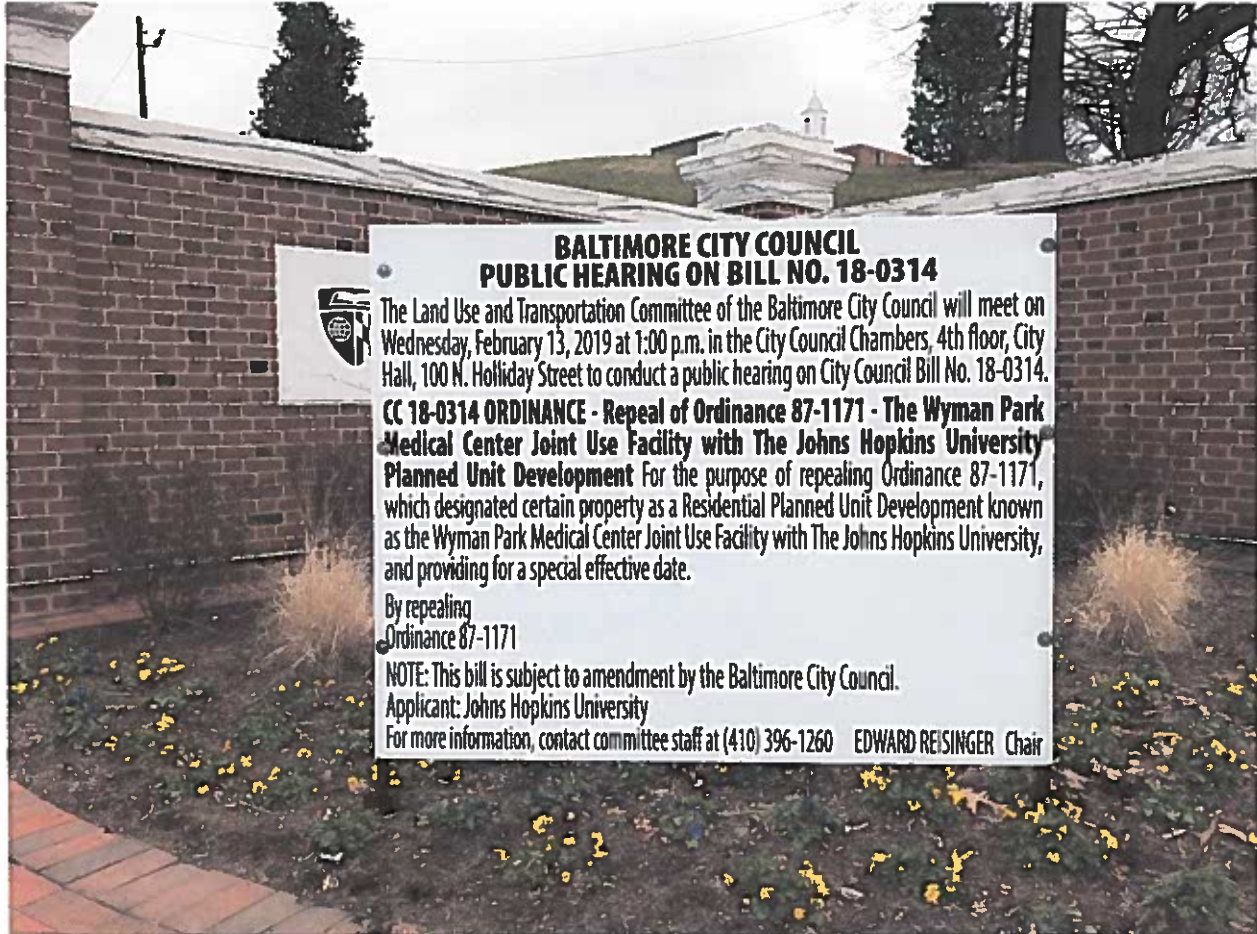 BALTIMORE CITY COUNCIL
PUBLIC HEARING ON BILL NO. 18-0314
The Land Use and Transportation Committee of the Baltimore City Council will meet on
Wednesday, February 13, 2019 at 1:00 p.m. in the City Council Chambers, 4th floor, City
Hall, 100 N. Holliday Street to conduct a public hearing on City Council Bill No. 18-0314.
CC 18-0314 ORDINANCE - Repeal of Ordinance 87-1171 - The Wyman Park
Medical Center Joint Use Facility with The Johns Hopkins University
Planned Unit Development For the purpose of repealing Ordinance 87-1171,
which designated certain property as a Residential Planned Unit Development known
as the Wyman Park Medical Center Joint Use Facility with The Johns Hopkins University,
and providing for a special effective date.
By repealing
Ordinance 87-1171
NOTE: This bill is subject to amendment by the Baltimore City Council.
Applicant: Johns Hopkins University
For more information, contact committee staff at (410) 396-1260 EDWARD REISINGER Chair